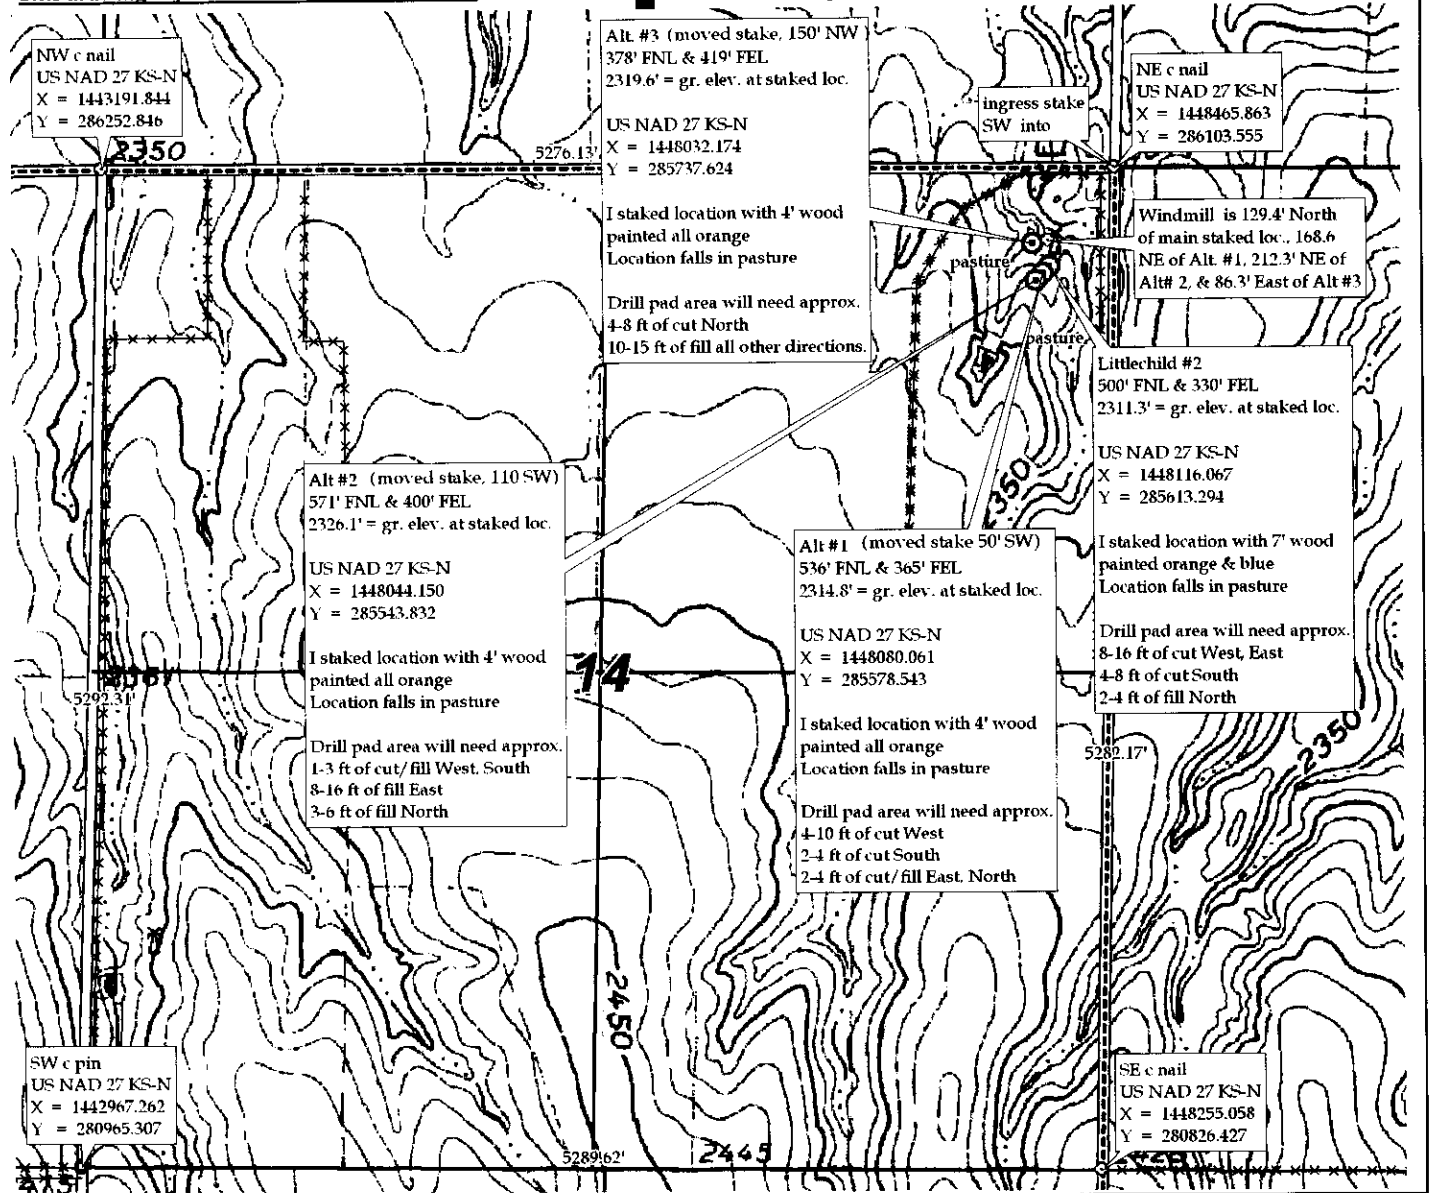 NW c nail
US NAD 27 KS-N
X = 1443191.844
Y = 286252.846
2350
5276.13'
Alt. #3 (moved stake, 150' NW)
378' FNL & 419' FEL
2319.6' = gr. elev. at staked loc.
US NAD 27 KS-N
X = 1448032.174
Y = 285737.624
I staked location with 4' wood
painted all orange
Location falls in pasture
Drill pad area will need approx.
4-8 ft of cut North
10-15 ft of fill all other directions.
ingress stake
SW into
NE c nail
US NAD 27 KS-N
X = 1448465.863
Y = 286103.555
Windmill is 129.4' North
of main staked loc., 168.6
NE of Alt. #1, 212.3' NE of
Alt# 2, & 86.3' East of Alt #3
pasture
pasture
Littlechild #2
500' FNL & 330' FEL
2311.3' = gr. elev. at staked loc.
US NAD 27 KS-N
X = 1448116.067
Y = 285613.294
I staked location with 7' wood
painted orange & blue
Location falls in pasture
Drill pad area will need approx.
8-16 ft of cut West, East
4-8 ft of cut South
2-4 ft of fill North
2350
Alt #2 (moved stake, 110 SW)
571' FNL & 400' FEL
2326.1' = gr. elev. at staked loc.
US NAD 27 KS-N
X = 1448044.150
Y = 285543.832
I staked location with 4' wood
painted all orange
Location falls in pasture
Drill pad area will need approx.
1-3 ft of cut/fill West, South
8-16 ft of fill East
3-6 ft of fill North
Alt #1 (moved stake 50' SW)
536' FNL & 365' FEL
2314.8' = gr. elev. at staked loc.
US NAD 27 KS-N
X = 1448080.061
Y = 285578.543
I staked location with 4' wood
painted all orange
Location falls in pasture
Drill pad area will need approx.
4-10 ft of cut West
2-4 ft of cut South
2-4 ft of cut/fill East, North
14
5292.31'
5282.17'
2350
2450
SW c pin
US NAD 27 KS-N
X = 1442967.262
Y = 280965.307
5289.62'
2445
SE c nail
US NAD 27 KS-N
X = 1448255.058
Y = 280826.427